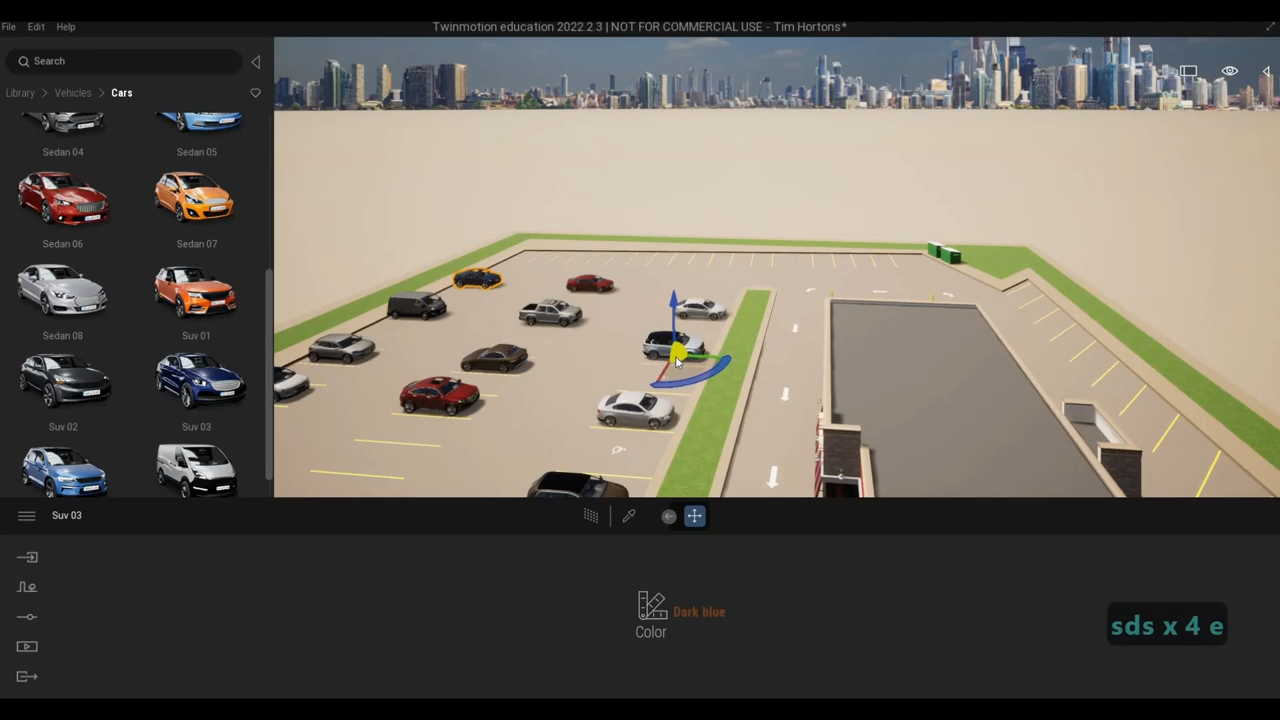 File Edit Help
Twinmotion education 2022.2 3 | NOT FOR COMMERCIAL USE - Tim Hortons*
Search
Library Vehicles Cars
Sedan 04 Sedan 05
Sedan 06 Sedan 07
Sedan 08 Suv 01
Suv 02 Suv 03
Suv 03
Dark blue
Color
sds x 4 e